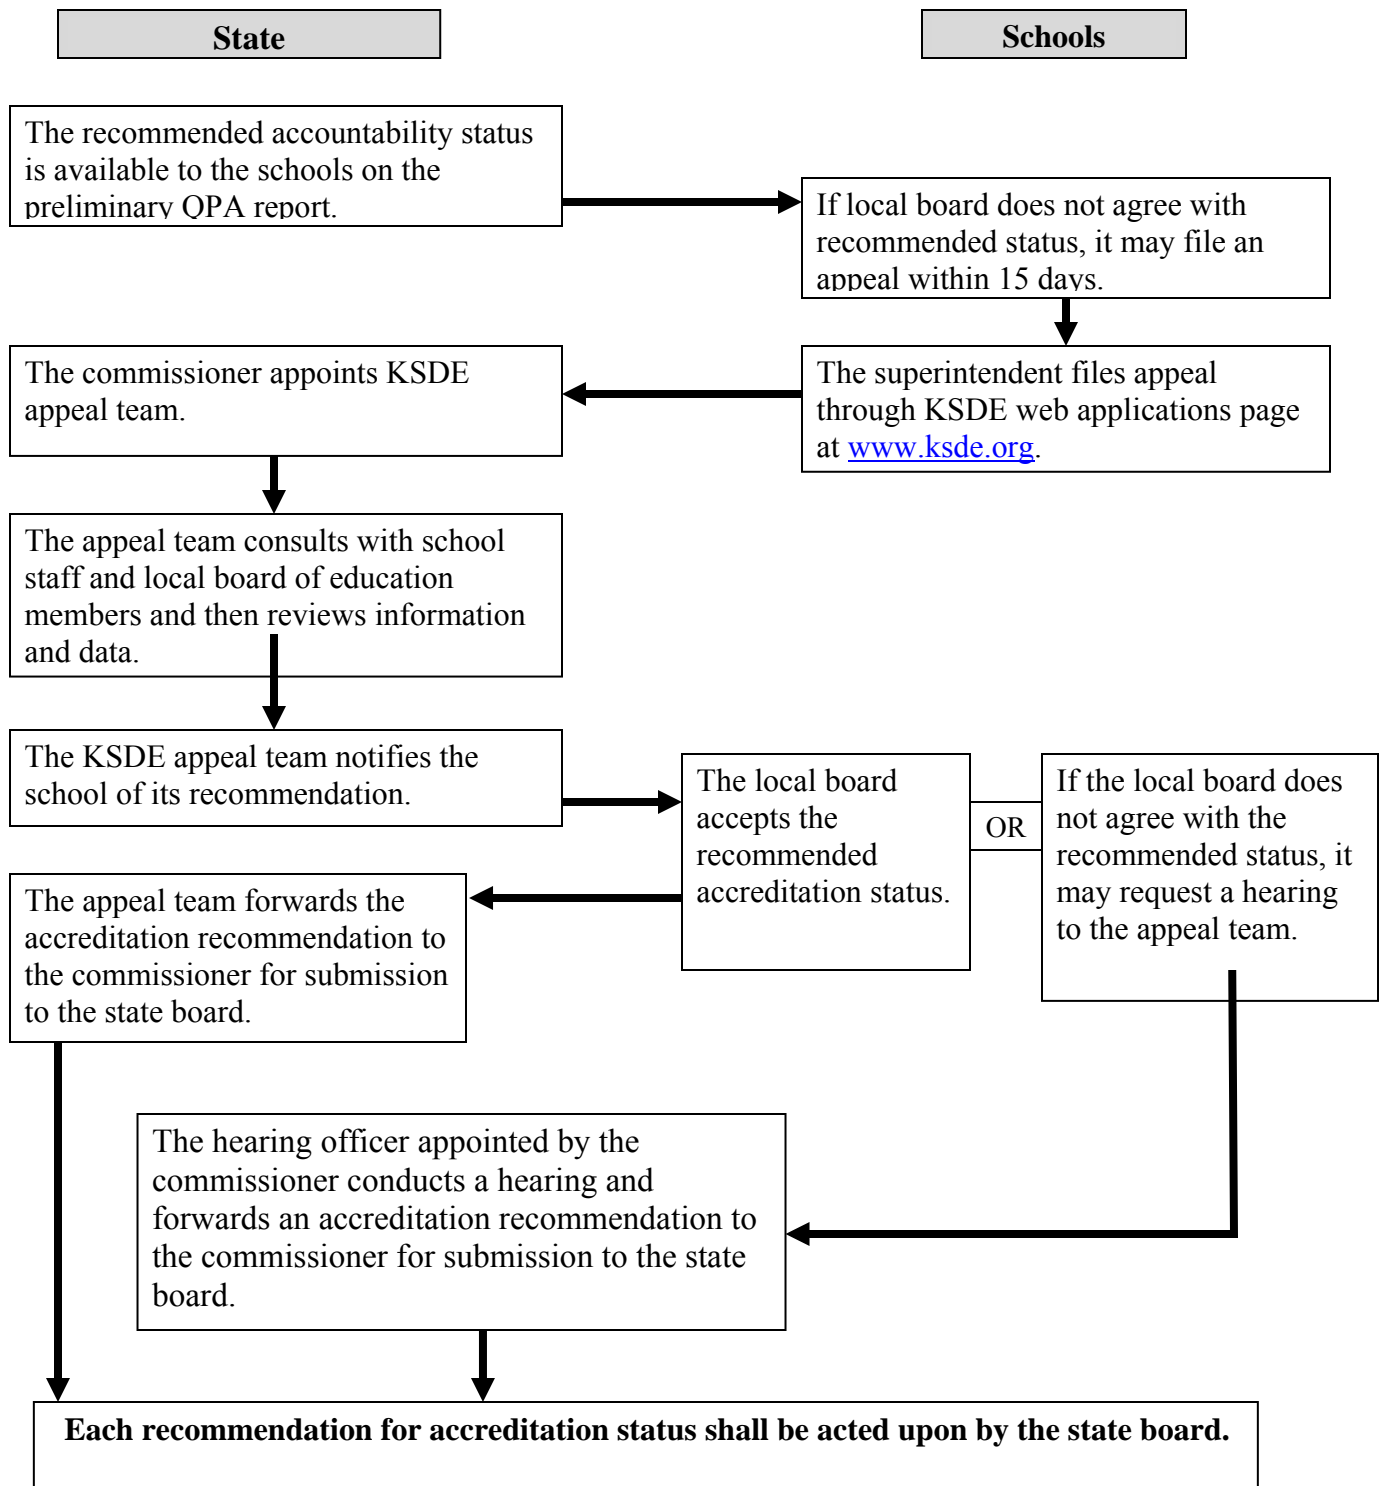 State
Schools
The recommended accountability status
is available to the schools on the
preliminary QPA report.
If local board does not agree with
recommended status, it may file an
appeal within 15 days.
The superintendent files appeal
through KSDE web applications page
at www.ksde.org.
The commissioner appoints KSDE
appeal team.
The appeal team consults with school
staff and local board of education
members and then reviews information
and data.
The KSDE appeal team notifies the
school of its recommendation.
The local board
accepts the
recommended
accreditation status.
OR
If the local board does
not agree with the
recommended status, it
may request a hearing
to the appeal team.
The appeal team forwards the
accreditation recommendation to
the commissioner for submission
to the state board.
The hearing officer appointed by the
commissioner conducts a hearing and
forwards an accreditation recommendation to
the commissioner for submission to the state
board.
Each recommendation for accreditation status shall be acted upon by the state board.